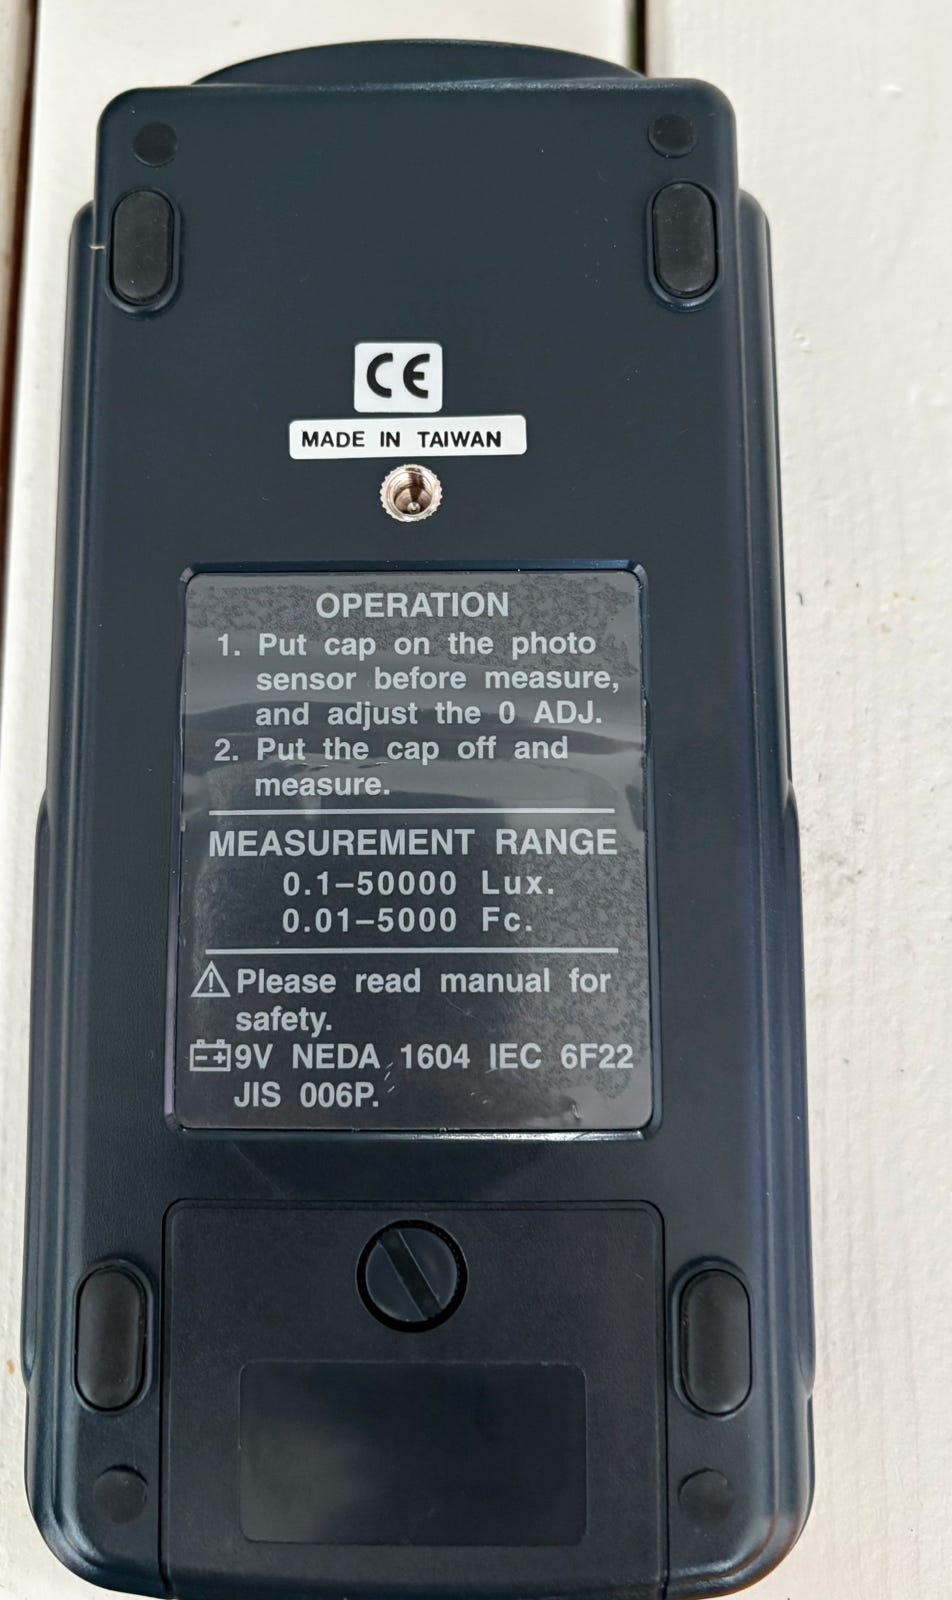 CE
MADE IN TAIWAN
OPERATION
1. Put cap on the photo
sensor before measure,
and adjust the 0 ADJ.
2. Put the cap off and
measure.
MEASUREMENT RANGE
0.1–50000 Lux.
0.01–5000 Fc.
Please read manual for
safety.
9V NEDA 1604 IEC 6F22
JIS 006P.